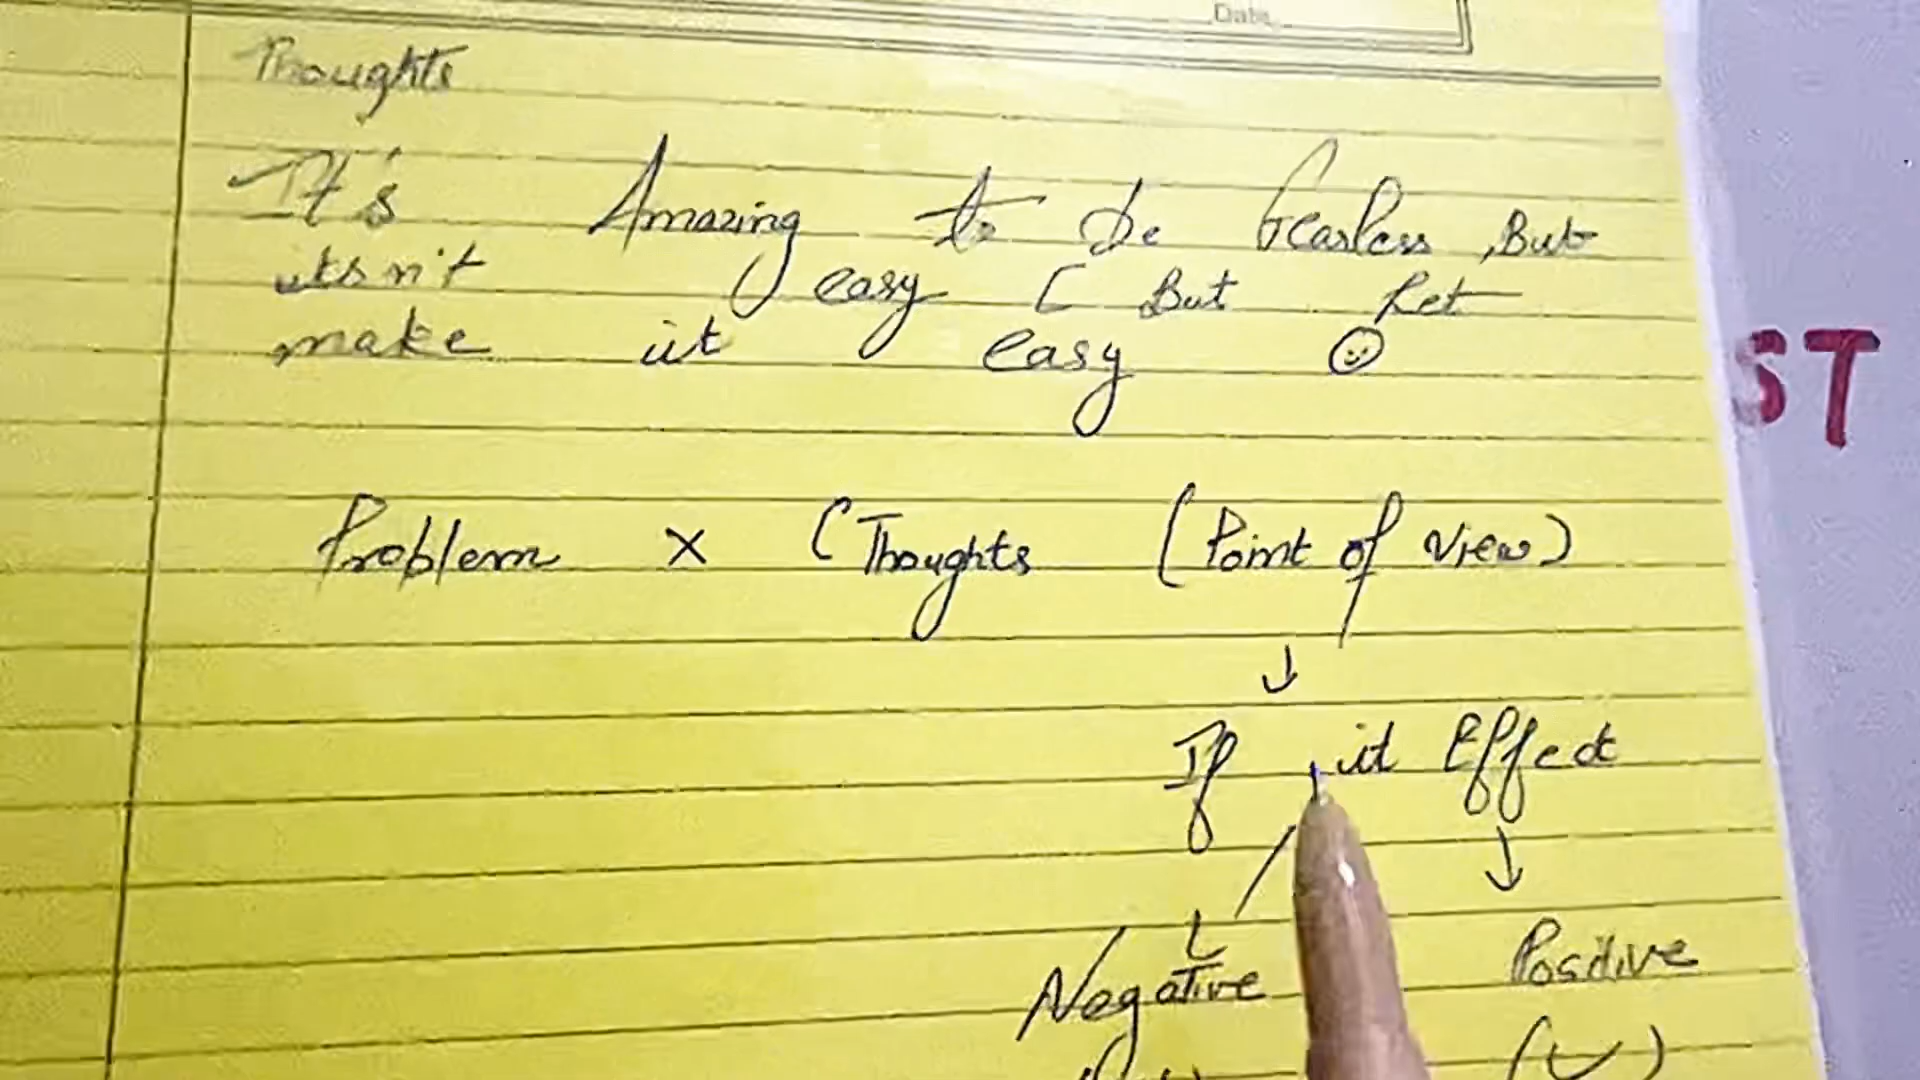 Date
Thoughts
It's Amazing to be Fearless, But
itsn't easy [ But Let
make it easy
Problem × (Thoughts (Point of View)
↓
If it Effect
↓
Negative Positive
ST